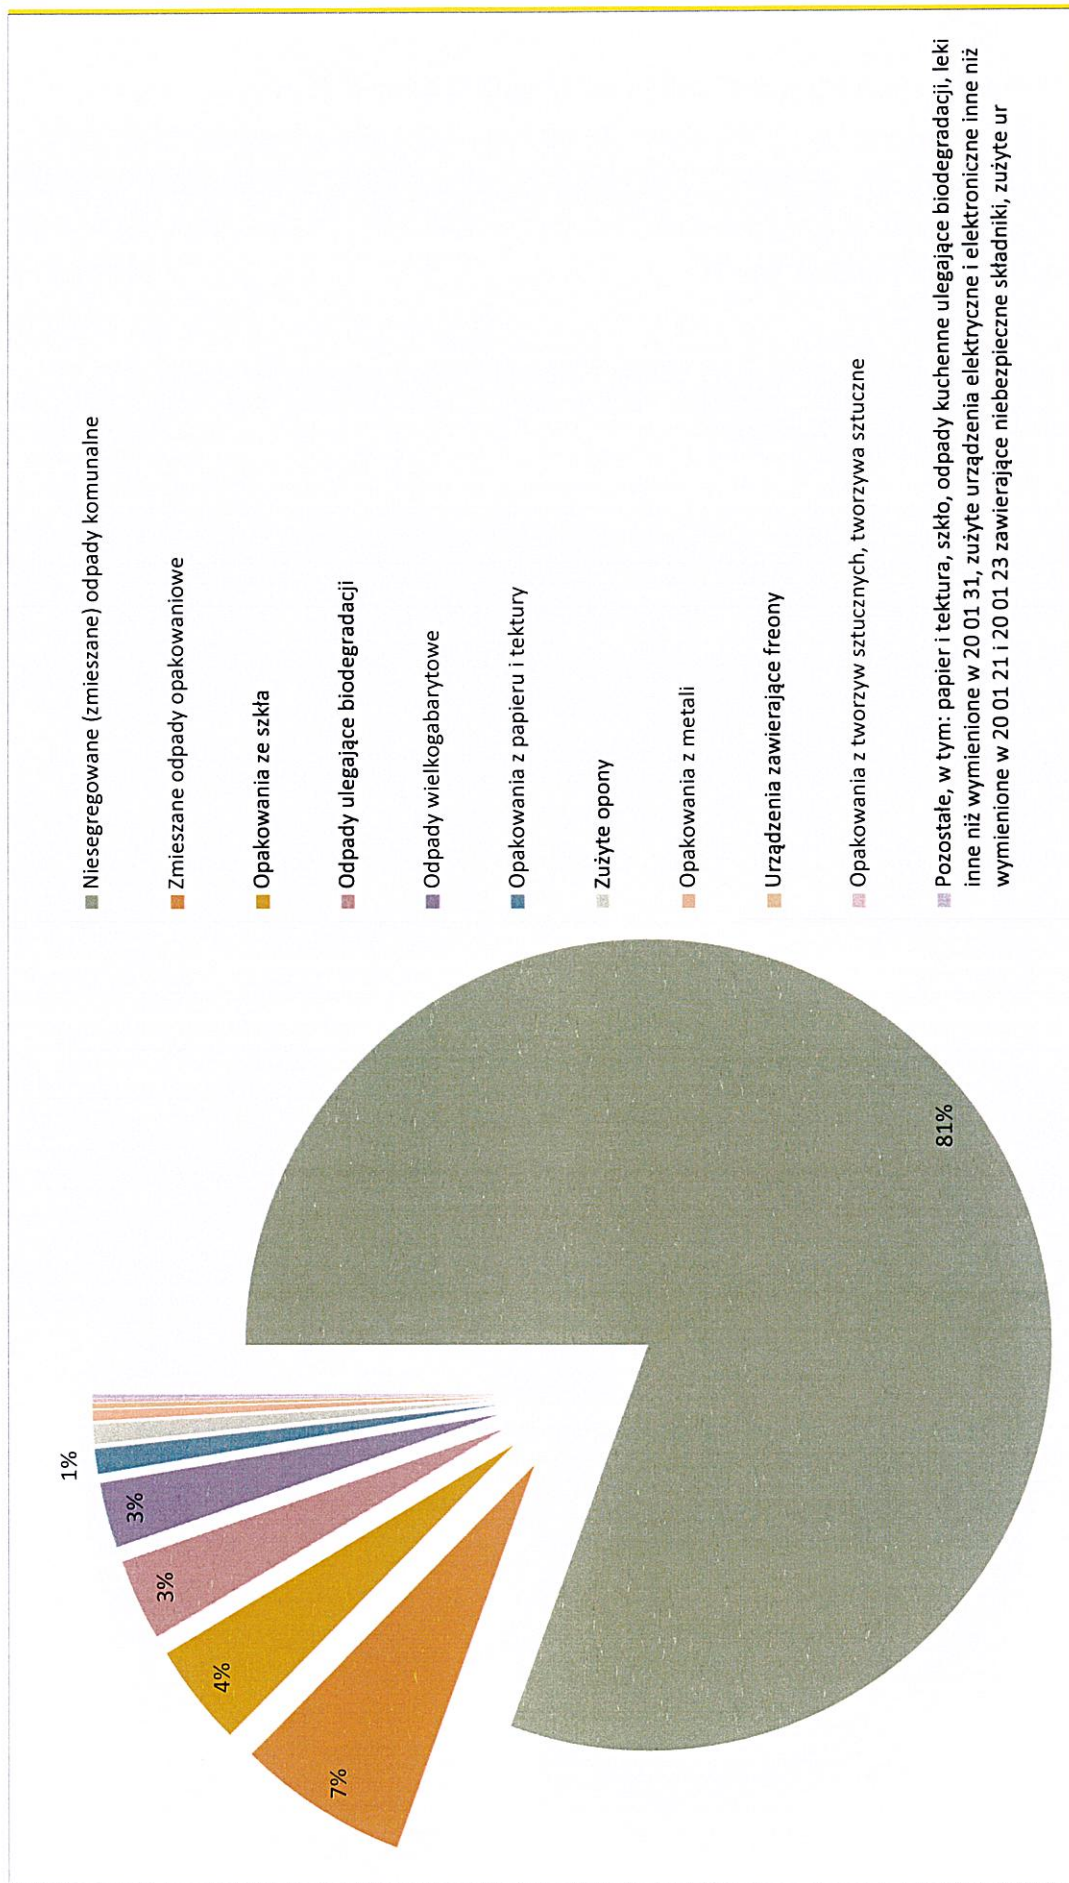 81%
7%
4%
3%
3%
1%
Niesegregowane (zmieszane) odpady komunalne
Zmieszane odpady opakowaniowe
Opakowania ze szkła
Odpady ulegające biodegradacji
Odpady wielkogabarytowe
Opakowania z papieru i tektury
Zużyte opony
Opakowania z metali
Urządzenia zawierające freony
Opakowania z tworzyw sztucznych, tworzywa sztuczne
Pozostałe, w tym: papier i tektura, szkło, odpady kuchenne ulegające biodegradacji, leki
inne niż wymienione w 20 01 31, zużyte urządzenia elektryczne i elektroniczne inne niż
wymienione w 20 01 21 i 20 01 23 zawierające niebezpieczne składniki, zużyte ur